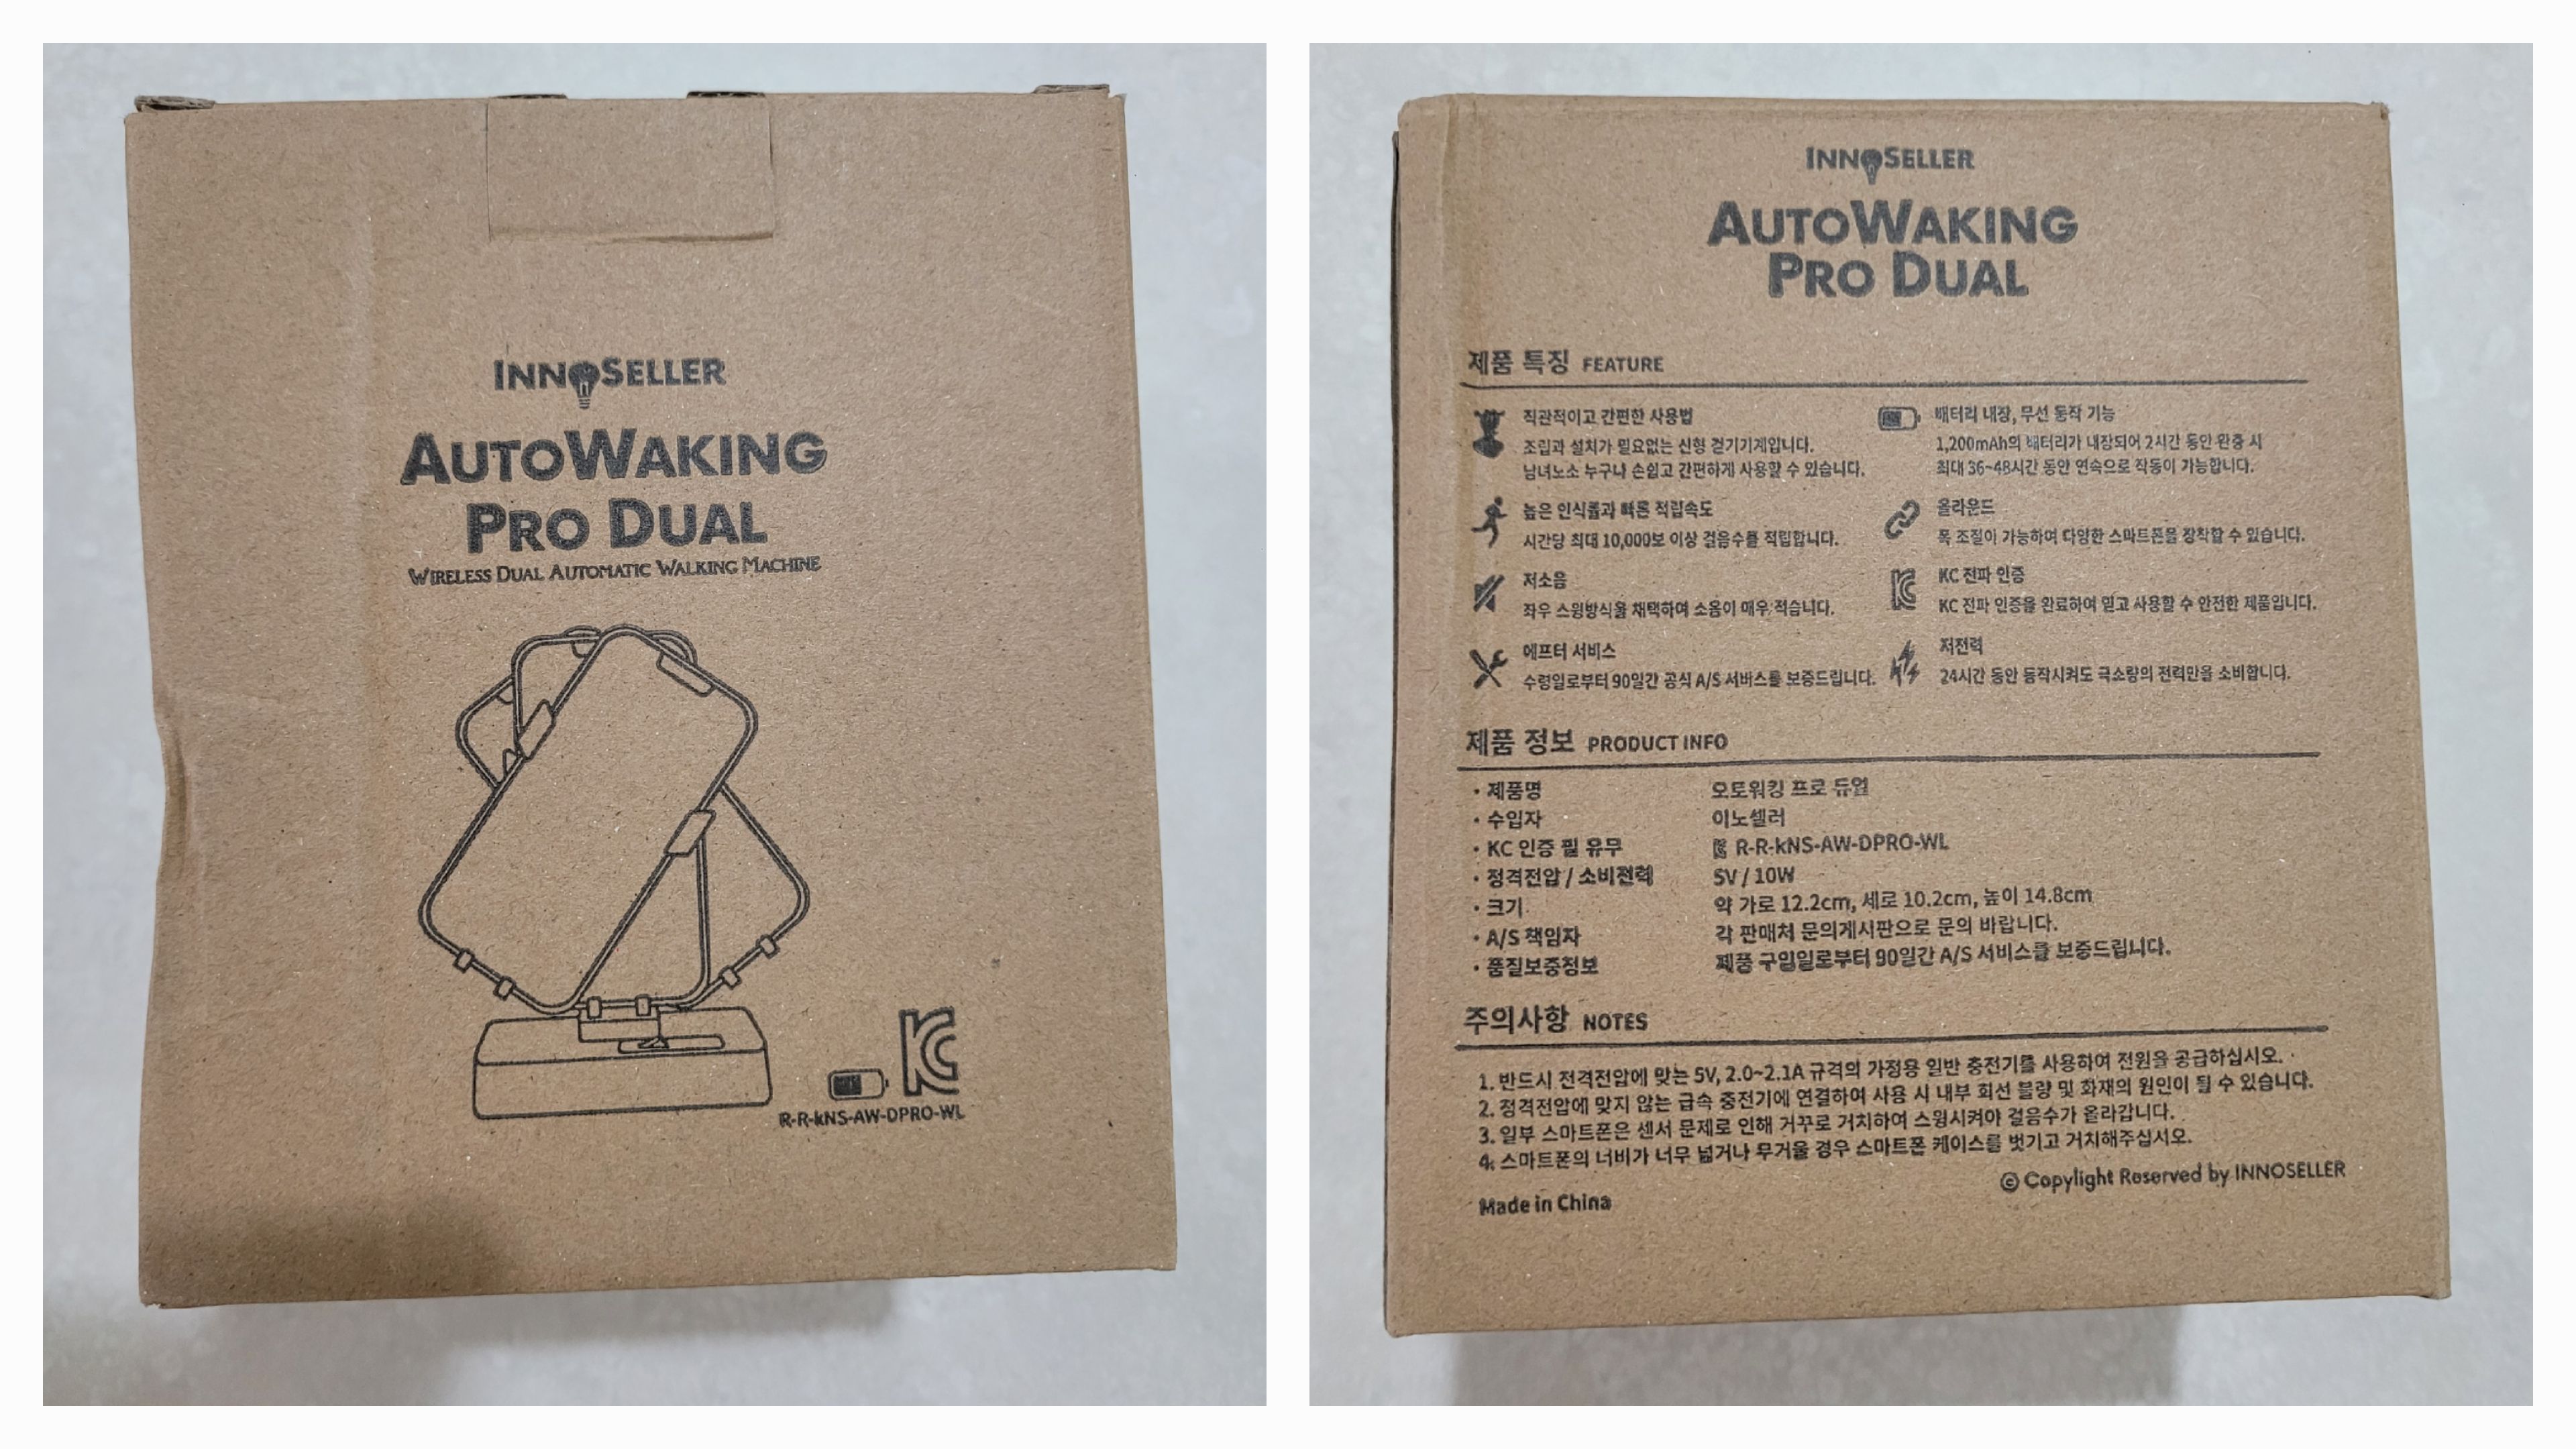 INNOSELLER
AUTOWAKING
PRO DUAL
WIRELESS DUAL AUTOMATIC WALKING MACHINE
R-R-kNS-AW-DPRO-WL
INNOSELLER
AUTOWAKING
PRO DUAL
제품 특징 FEATURE
직관적이고 간편한 사용법
조립과 설치가 필요없는 신형 걷기기계입니다.
남녀노소 누구나 손쉽고 간편하게 사용할 수 있습니다.
배터리 내장, 무선 동작 기능
1,200mAh의 배터리가 내장되어 2시간 동안 완충 시
최대 36~48시간 동안 연속으로 작동이 가능합니다.
높은 인식률과 빠른 적립속도
시간당 최대 10,000보 이상 걸음수를 적립합니다.
올라운드
폭 조절이 가능하여 다양한 스마트폰을 장착할 수 있습니다.
저소음
좌우 스윙방식을 채택하여 소음이 매우 적습니다.
KC 전파 인증
KC 전파 인증을 완료하여 믿고 사용할 수 안전한 제품입니다.
에프터 서비스
수령일로부터 90일간 공식 A/S 서비스를 보증드립니다.
저전력
24시간 동안 동작시켜도 극소량의 전력만을 소비합니다.
제품 정보 PRODUCT INFO
· 제품명 오토워킹 프로 듀얼
· 수입자 이노셀러
· KC 인증 필 유무 R-R-kNS-AW-DPRO-WL
· 정격전압 / 소비전력 5V / 10W
· 크기 약 가로 12.2cm, 세로 10.2cm, 높이 14.8cm
· A/S 책임자 각 판매처 문의게시판으로 문의 바랍니다.
· 품질보증정보 제품 구입일로부터 90일간 A/S 서비스를 보증드립니다.
주의사항 NOTES
1. 반드시 전격전압에 맞는 5V, 2.0~2.1A 규격의 가정용 일반 충전기를 사용하여 전원을 공급하십시오.
2. 정격전압에 맞지 않는 급속 충전기에 연결하여 사용 시 내부 회선 불량 및 화재의 원인이 될 수 있습니다.
3. 일부 스마트폰은 센서 문제로 인해 거꾸로 거치하여 스윙시켜야 걸음수가 올라갑니다.
4. 스마트폰의 너비가 너무 넓거나 무거울 경우 스마트폰 케이스를 벗기고 거치해주십시오.
© Copylight Reserved by INNOSELLER
Made in China